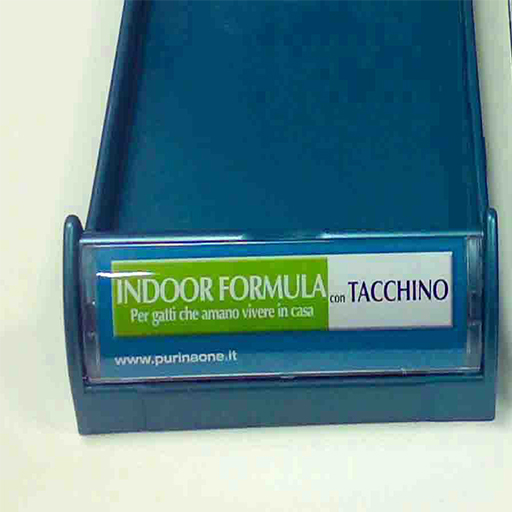 INDOOR FORMULA con TACCHINO
Per gatti che amano vivere in casa
www.purinaone.it